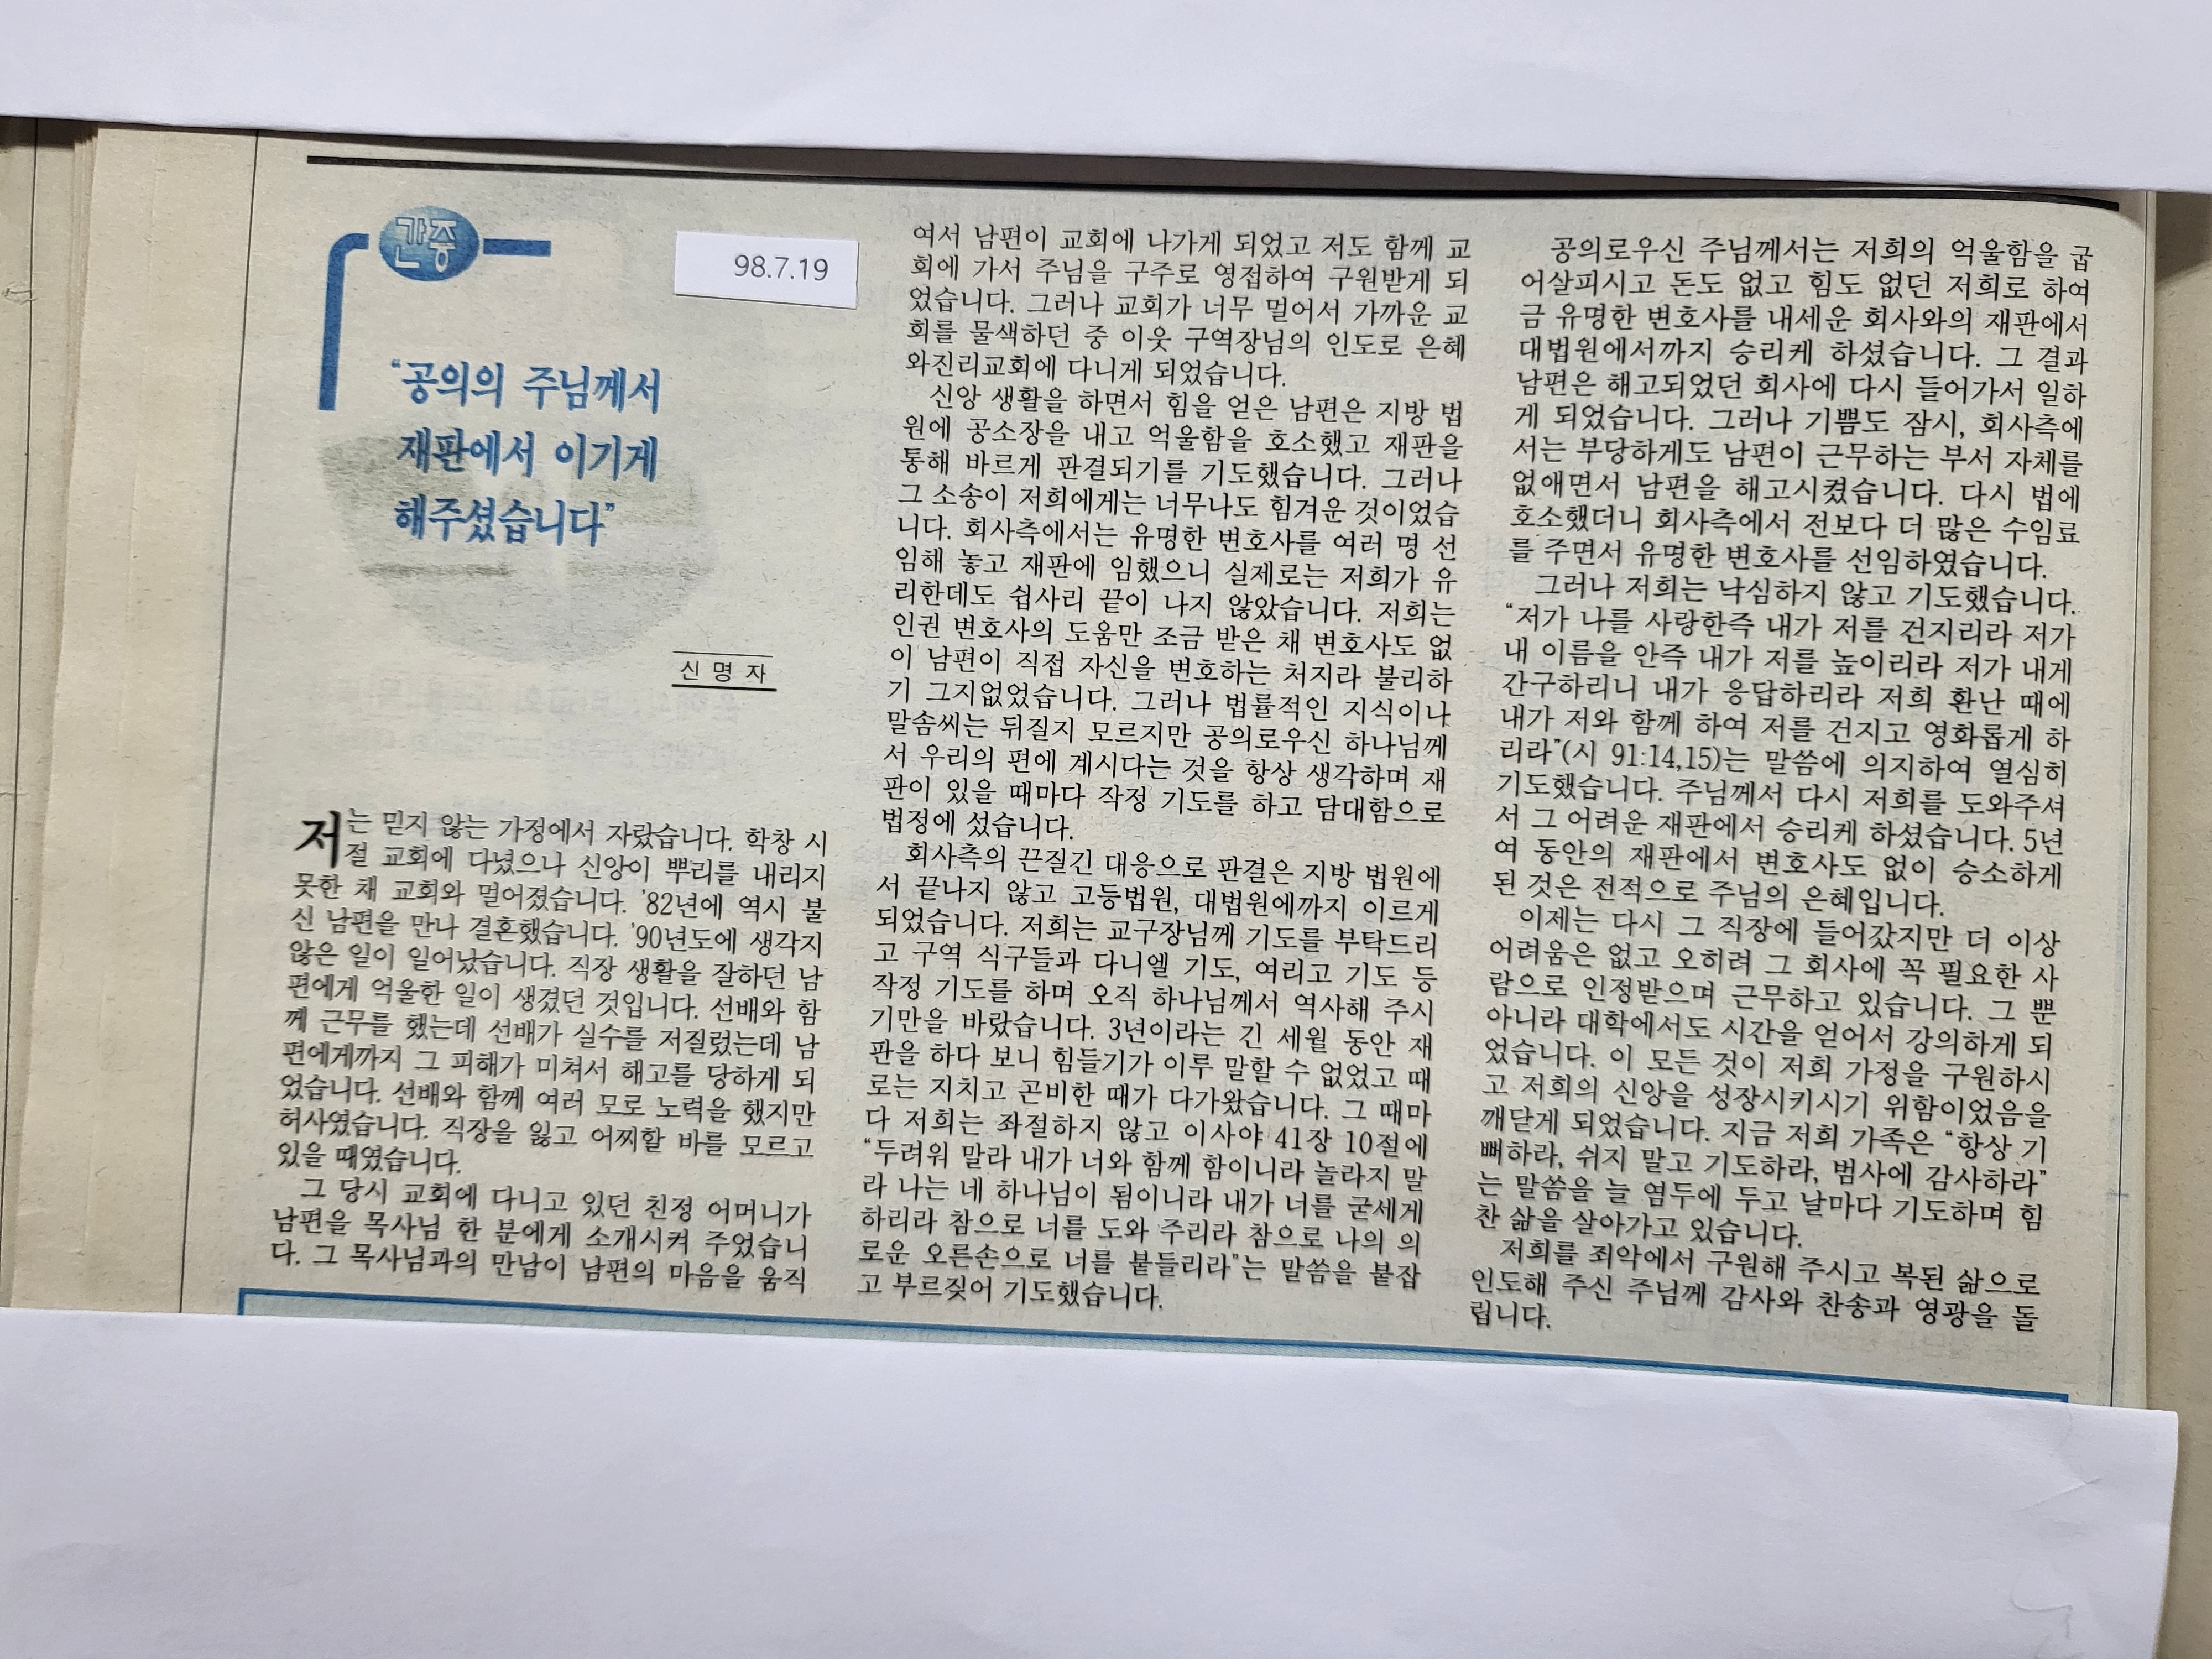 간증
98.7.19
“공의의 주님께서
재판에서 이기게
해주셨습니다”
신 명 자
저는 믿지 않는 가정에서 자랐습니다. 학창 시
절 교회에 다녔으나 신앙이 뿌리를 내리지
못한 채 교회와 멀어졌습니다. '82년에 역시 불
신 남편을 만나 결혼했습니다. '90년도에 생각지
않은 일이 일어났습니다. 직장 생활을 잘하던 남
편에게 억울한 일이 생겼던 것입니다. 선배와 함
께 근무를 했는데 선배가 실수를 저질렀는데 남
편에게까지 그 피해가 미쳐서 해고를 당하게 되
었습니다. 선배와 함께 여러 모로 노력을 했지만
허사였습니다. 직장을 잃고 어찌할 바를 모르고
있을 때였습니다.
그 당시 교회에 다니고 있던 친정 어머니가
남편을 목사님 한 분에게 소개시켜 주었습니
다. 그 목사님과의 만남이 남편의 마음을 움직
여서 남편이 교회에 나가게 되었고 저도 함께 교
회에 가서 주님을 구주로 영접하여 구원받게 되
었습니다. 그러나 교회가 너무 멀어서 가까운 교
회를 물색하던 중 이웃 구역장님의 인도로 은혜
와진리교회에 다니게 되었습니다.
신앙 생활을 하면서 힘을 얻은 남편은 지방 법
원에 공소장을 내고 억울함을 호소했고 재판을
통해 바르게 판결되기를 기도했습니다. 그러나
그 소송이 저희에게는 너무나도 힘겨운 것이었습
니다. 회사측에서는 유명한 변호사를 여러 명 선
임해 놓고 재판에 임했으니 실제로는 저희가 유
리한데도 쉽사리 끝이 나지 않았습니다. 저희는
인권 변호사의 도움만 조금 받은 채 변호사도 없
이 남편이 직접 자신을 변호하는 처지라 불리하
기 그지없었습니다. 그러나 법률적인 지식이나
말솜씨는 뒤질지 모르지만 공의로우신 하나님께
서 우리의 편에 계시다는 것을 항상 생각하며 재
판이 있을 때마다 작정 기도를 하고 담대함으로
법정에 섰습니다.
회사측의 끈질긴 대응으로 판결은 지방 법원에
서 끝나지 않고 고등법원, 대법원에까지 이르게
되었습니다. 저희는 교구장님께 기도를 부탁드리
고 구역 식구들과 다니엘 기도, 여리고 기도 등
작정 기도를 하며 오직 하나님께서 역사해 주시
기만을 바랐습니다. 3년이라는 긴 세월 동안 재
판을 하다 보니 힘들기가 이루 말할 수 없었고 때
로는 지치고 곤비한 때가 다가왔습니다. 그 때마
다 저희는 좌절하지 않고 이사야 41장 10절에
“두려워 말라 내가 너와 함께 함이니라 놀라지 말
라 나는 네 하나님이 됨이니라 내가 너를 굳세게
하리라 참으로 너를 도와 주리라 참으로 나의 의
로운 오른손으로 너를 붙들리라”는 말씀을 붙잡
고 부르짖어 기도했습니다.
공의로우신 주님께서는 저희의 억울함을 굽
어살피시고 돈도 없고 힘도 없던 저희로 하여
금 유명한 변호사를 내세운 회사와의 재판에서
대법원에서까지 승리케 하셨습니다. 그 결과
남편은 해고되었던 회사에 다시 들어가서 일하
게 되었습니다. 그러나 기쁨도 잠시, 회사측에
서는 부당하게도 남편이 근무하는 부서 자체를
없애면서 남편을 해고시켰습니다. 다시 법에
호소했더니 회사측에서 전보다 더 많은 수임료
를 주면서 유명한 변호사를 선임하였습니다.
그러나 저희는 낙심하지 않고 기도했습니다.
“저가 나를 사랑한즉 내가 저를 건지리라 저가
내 이름을 안즉 내가 저를 높이리라 저가 내게
간구하리니 내가 응답하리라 저희 환난 때에
내가 저와 함께 하여 저를 건지고 영화롭게 하
리라”(시 91:14,15)는 말씀에 의지하여 열심히
기도했습니다. 주님께서 다시 저희를 도와주셔
서 그 어려운 재판에서 승리케 하셨습니다. 5년
여 동안의 재판에서 변호사도 없이 승소하게
된 것은 전적으로 주님의 은혜입니다.
이제는 다시 그 직장에 들어갔지만 더 이상
어려움은 없고 오히려 그 회사에 꼭 필요한 사
람으로 인정받으며 근무하고 있습니다. 그 뿐
아니라 대학에서도 시간을 얻어서 강의하게 되
었습니다. 이 모든 것이 저희 가정을 구원하시
고 저희의 신앙을 성장시키시기 위함이었음을
깨닫게 되었습니다. 지금 저희 가족은 “항상 기
뻐하라, 쉬지 말고 기도하라, 범사에 감사하라”
는 말씀을 늘 염두에 두고 날마다 기도하며 힘
찬 삶을 살아가고 있습니다.
저희를 죄악에서 구원해 주시고 복된 삶으로
인도해 주신 주님께 감사와 찬송과 영광을 돌
립니다.